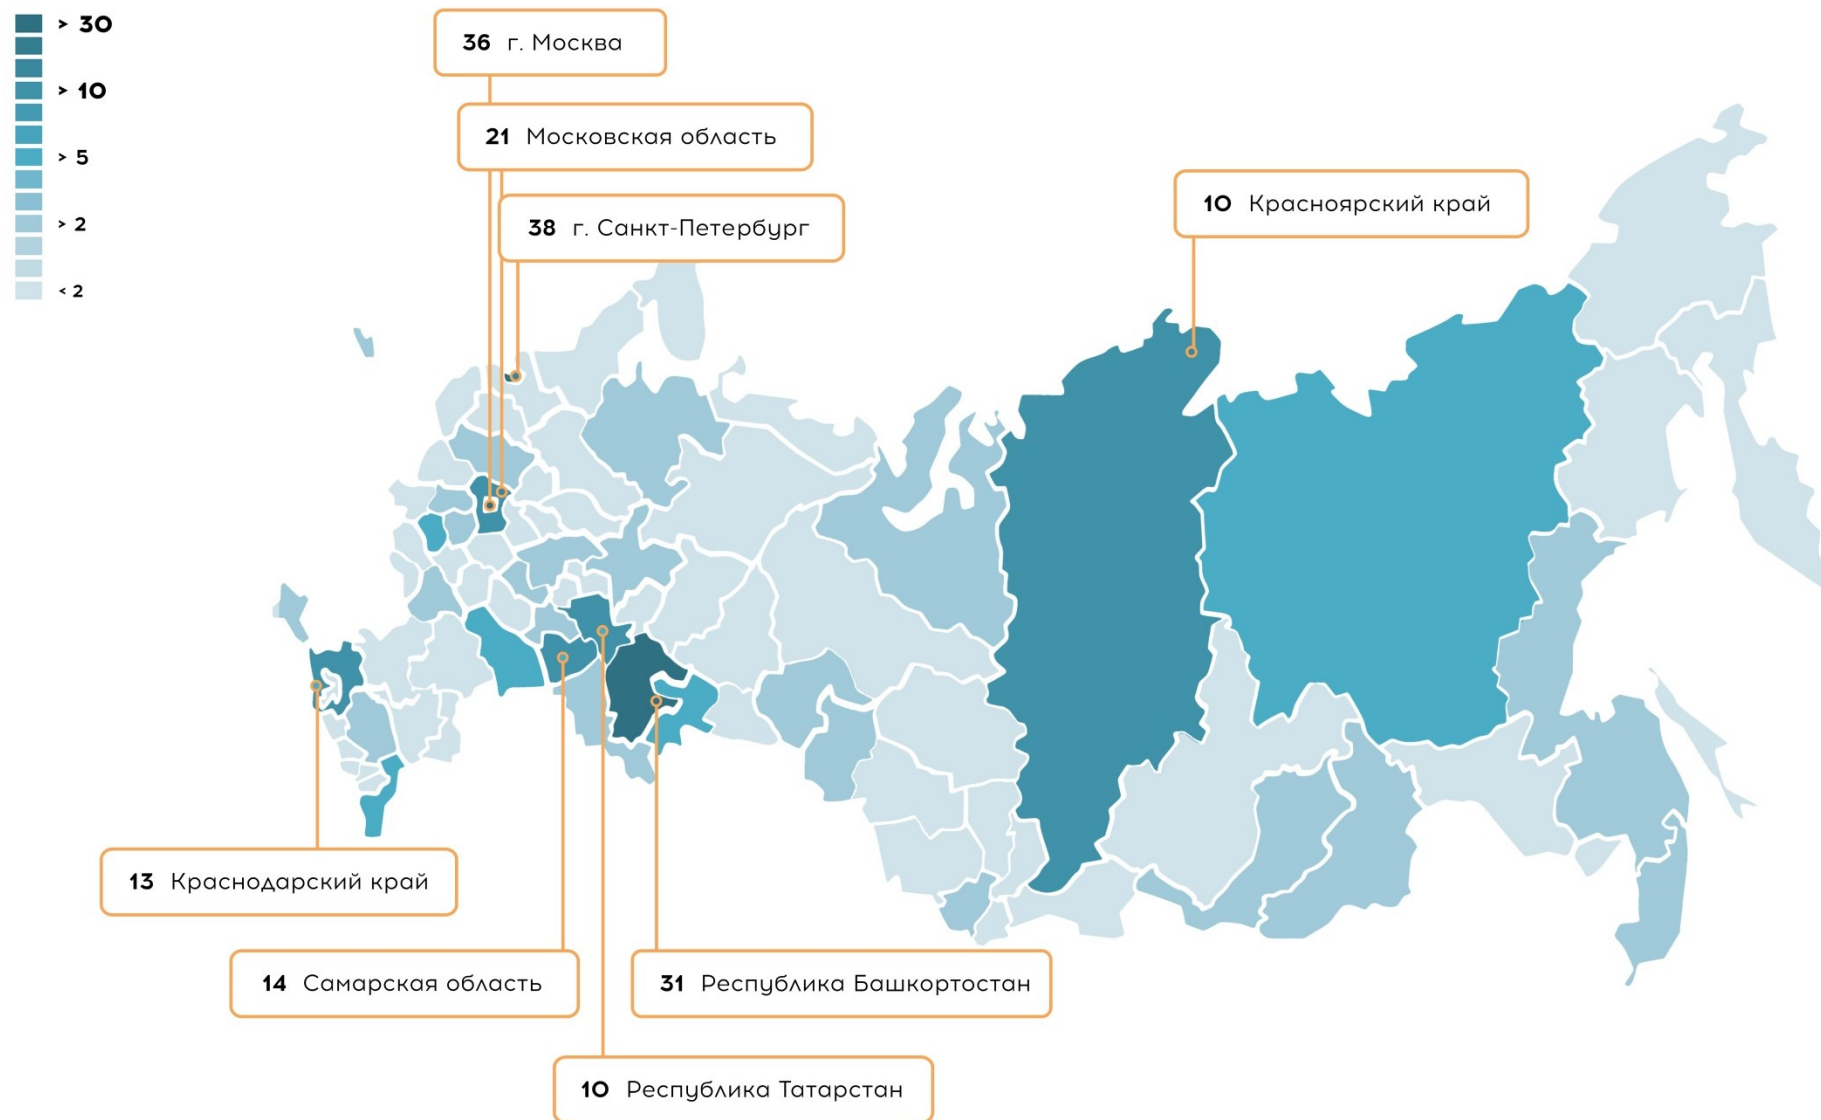 > 30
> 10
> 5
> 2
< 2
36 г. Москва
21 Московская область
38 г. Санкт-Петербург
10 Красноярский край
13 Краснодарский край
14 Самарская область
31 Республика Башкортостан
10 Республика Татарстан